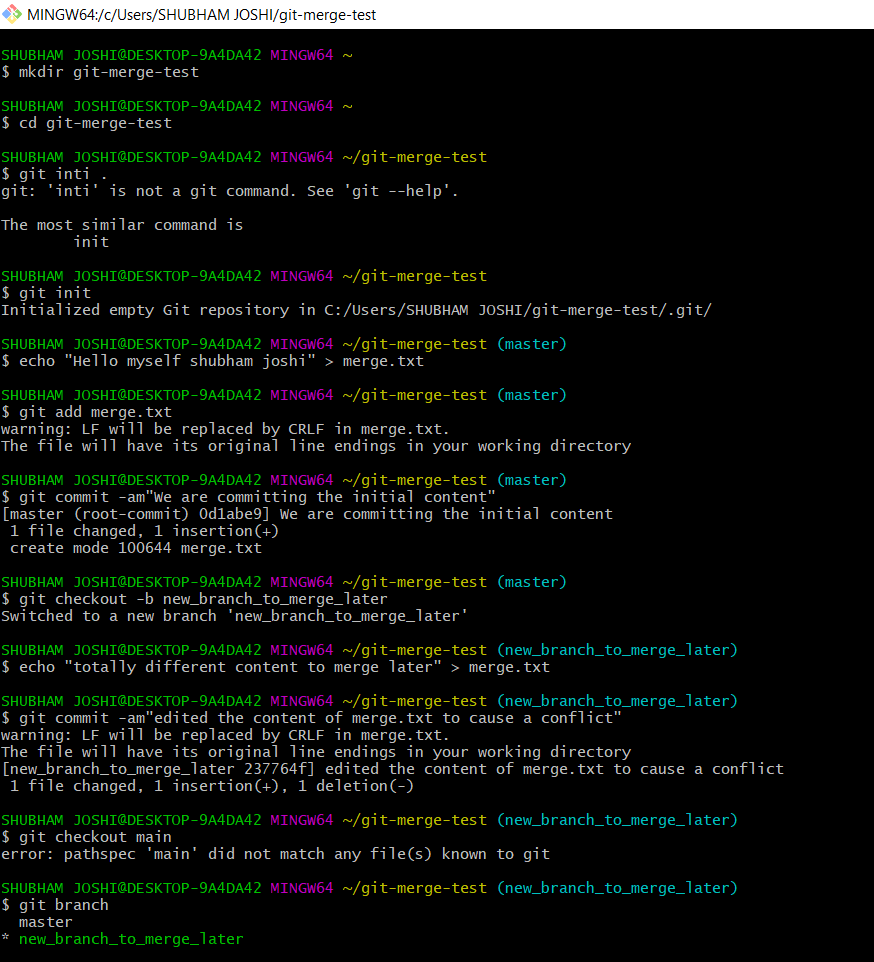 MINGW64:/c/Users/SHUBHAM JOSHI/git-merge-test
SHUBHAM JOSHI@DESKTOP-9A4DA42 MINGW64 ~
$ mkdir git-merge-test
SHUBHAM JOSHI@DESKTOP-9A4DA42 MINGW64 ~
$ cd git-merge-test
SHUBHAM JOSHI@DESKTOP-9A4DA42 MINGW64 ~/git-merge-test
$ git inti .
git: 'inti' is not a git command. See 'git --help'.
The most similar command is
init
SHUBHAM JOSHI@DESKTOP-9A4DA42 MINGW64 ~/git-merge-test
$ git init
Initialized empty Git repository in C:/Users/SHUBHAM JOSHI/git-merge-test/.git/
SHUBHAM JOSHI@DESKTOP-9A4DA42 MINGW64 ~/git-merge-test (master)
$ echo "Hello myself shubham joshi" > merge.txt
SHUBHAM JOSHI@DESKTOP-9A4DA42 MINGW64 ~/git-merge-test (master)
$ git add merge.txt
warning: LF will be replaced by CRLF in merge.txt.
The file will have its original line endings in your working directory
SHUBHAM JOSHI@DESKTOP-9A4DA42 MINGW64 ~/git-merge-test (master)
$ git commit -am"We are committing the initial content"
[master (root-commit) 0d1abe9] We are committing the initial content
1 file changed, 1 insertion(+)
create mode 100644 merge.txt
SHUBHAM JOSHI@DESKTOP-9A4DA42 MINGW64 ~/git-merge-test (master)
$ git checkout -b new_branch_to_merge_later
Switched to a new branch 'new_branch_to_merge_later'
SHUBHAM JOSHI@DESKTOP-9A4DA42 MINGW64 ~/git-merge-test (new_branch_to_merge_later)
$ echo "totally different content to merge later" > merge.txt
SHUBHAM JOSHI@DESKTOP-9A4DA42 MINGW64 ~/git-merge-test (new_branch_to_merge_later)
$ git commit -am"edited the content of merge.txt to cause a conflict"
warning: LF will be replaced by CRLF in merge.txt.
The file will have its original line endings in your working directory
[new_branch_to_merge_later 237764f] edited the content of merge.txt to cause a conflict
1 file changed, 1 insertion(+), 1 deletion(-)
SHUBHAM JOSHI@DESKTOP-9A4DA42 MINGW64 ~/git-merge-test (new_branch_to_merge_later)
$ git checkout main
error: pathspec 'main' did not match any file(s) known to git
SHUBHAM JOSHI@DESKTOP-9A4DA42 MINGW64 ~/git-merge-test (new_branch_to_merge_later)
$ git branch
master
* new_branch_to_merge_later